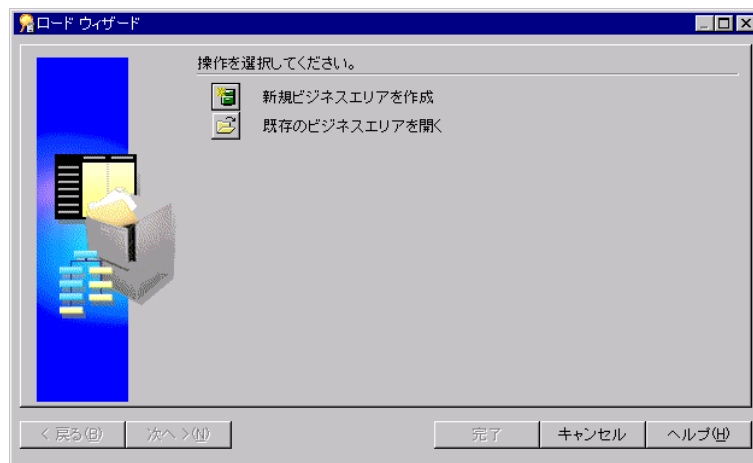 ロード ウィザード
操作を選択してください。
新規ビジネスエリアを作成
既存のビジネスエリアを開く
< 戻る(B)
次へ >(N)
完了
キャンセル
ヘルプ(H)